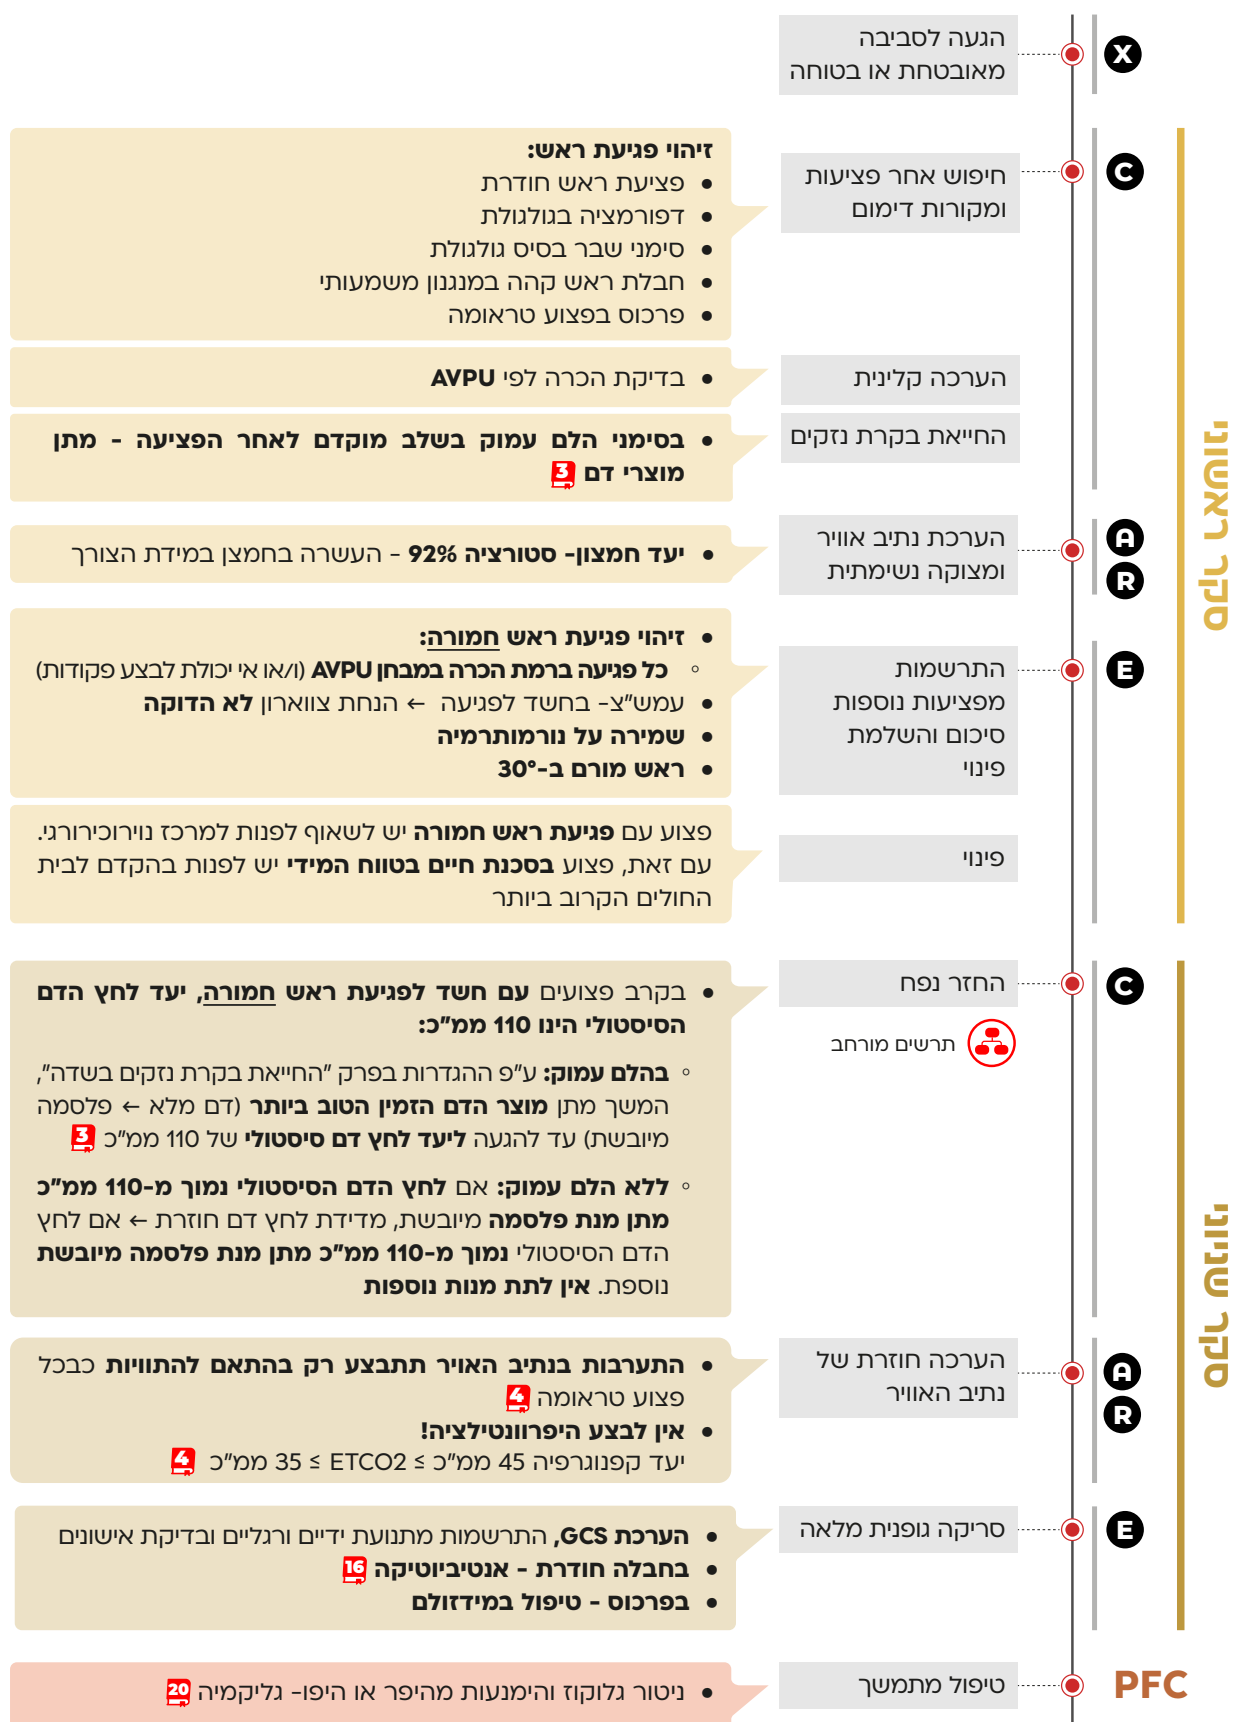 X
הגעה לסביבה
מאובטחת או בטוחה
סקר ראשוני
C
חיפוש אחר פציעות
ומקורות דימום
זיהוי פגיעת ראש:
• פציעת ראש חודרת
• דפורמציה בגולגולת
• סימני שבר בסיס גולגולת
• חבלת ראש קהה במנגנון משמעותי
• פרכוס בפצוע טראומה
הערכה קלינית
• בדיקת הכרה לפי AVPU
החייאת בקרת נזקים
• בסימני הלם עמוק בשלב מוקדם לאחר הפציעה - מתן
מוצרי דם 3
A
R
הערכת נתיב אוויר
ומצוקה נשימתית
• יעד חמצון- סטורציה 92% - העשרה בחמצן במידת הצורך
E
התרשמות
מפציעות נוספות
סיכום והשלמת
פינוי
• זיהוי פגיעת ראש חמורה:
◦ כל פגיעה ברמת הכרה במבחן AVPU (ו/או אי יכולת לבצע פקודות)
• עמש"צ- בחשד לפגיעה ← הנחת צווארון לא הדוקה
• שמירה על נורמותרמיה
• ראש מורם ב-30°
פינוי
פצוע עם פגיעת ראש חמורה יש לשאוף לפנות למרכז נוירוכירורגי.
עם זאת, פצוע בסכנת חיים בטווח המידי יש לפנות בהקדם לבית
החולים הקרוב ביותר
סקר שניוני
C
החזר נפח
תרשים מורחב
• בקרב פצועים עם חשד לפגיעת ראש חמורה, יעד לחץ הדם
הסיסטולי הינו 110 ממ"כ:
◦ בהלם עמוק: ע"פ ההגדרות בפרק "החייאת בקרת נזקים בשדה",
המשך מתן מוצר הדם הזמין הטוב ביותר (דם מלא ← פלסמה
מיובשת) עד להגעה ליעד לחץ דם סיסטולי של 110 ממ"כ 3
◦ ללא הלם עמוק: אם לחץ הדם הסיסטולי נמוך מ-110 ממ"כ
מתן מנת פלסמה מיובשת, מדידת לחץ דם חוזרת ← אם לחץ
הדם הסיסטולי נמוך מ-110 ממ"כ מתן מנת פלסמה מיובשת
נוספת. אין לתת מנות נוספות
A
R
הערכה חוזרת של
נתיב האוויר
• התערבות בנתיב האויר תתבצע רק בהתאם להתוויות כבכל
פצוע טראומה 4
• אין לבצע היפרוונטילציה!
יעד קפנוגרפיה 45 ממ"כ ≥ ETCO2 ≥ 35 ממ"כ 4
E
סריקה גופנית מלאה
• הערכת GCS, התרשמות מתנועת ידיים ורגליים ובדיקת אישונים
• בחבלה חודרת - אנטיביוטיקה 16
• בפרכוס - טיפול במידזולם
PFC
טיפול מתמשך
• ניטור גלוקוז והימנעות מהיפר או היפו- גליקמיה 20